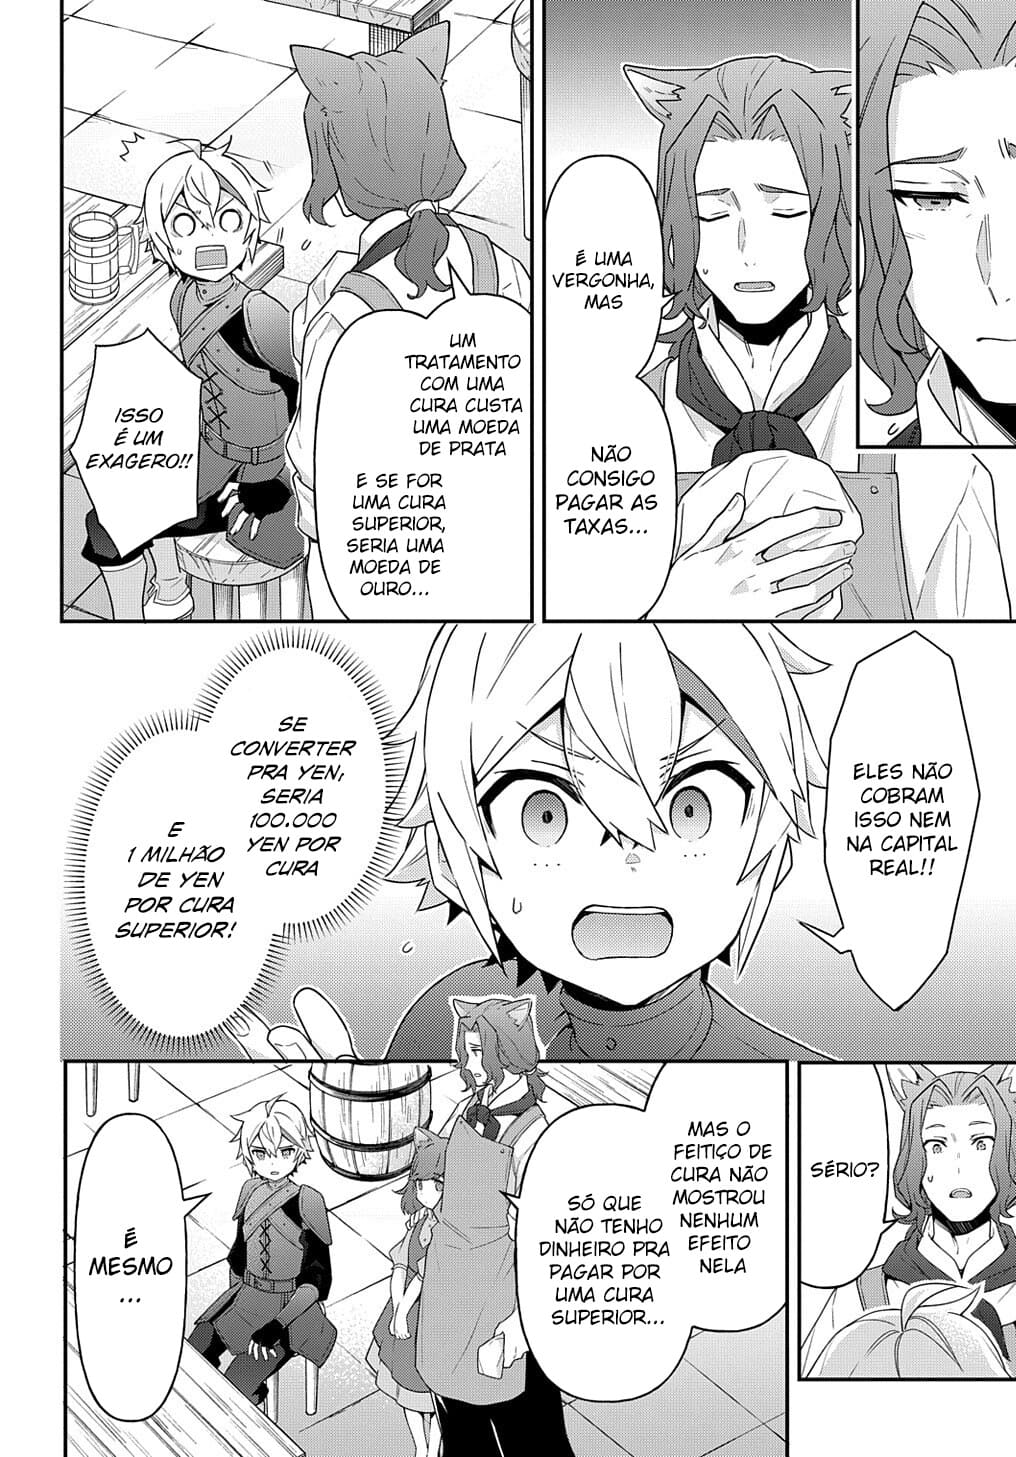 É UMA
VERGONHA,
MAS
NÃO
CONSIGO
PAGAR AS
TAXAS...
UM
TRATAMENTO
COM UMA
CURA CUSTA
UMA MOEDA
DE PRATA
E SE FOR
UMA CURA
SUPERIOR,
SERIA UMA
MOEDA DE
OURO...
ISSO
É UM
EXAGERO!!
ELES NÃO
COBRAM
ISSO NEM
NA CAPITAL
REAL!!
SE
CONVERTER
PRA YEN,
SERIA
100.000
YEN POR
CURA
E
1 MILHÃO
DE YEN
POR CURA
SUPERIOR!
SÉRIO?
MAS O
FEITIÇO DE
CURA NÃO
MOSTROU
NENHUM
EFEITO
NELA
SÓ QUE
NÃO TENHO
DINHEIRO PRA
PAGAR POR
UMA CURA
SUPERIOR...
É
MESMO
...